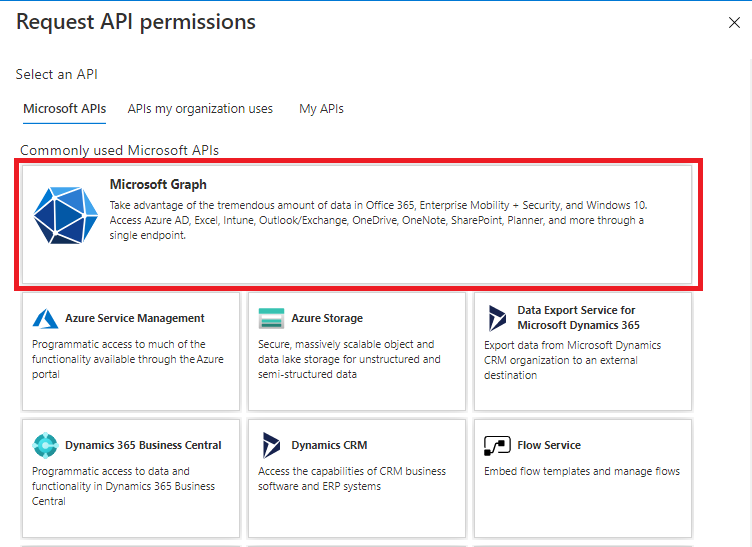 Request API permissions
Select an API
Microsoft APIs
APIs my organization uses
My APIs
Commonly used Microsoft APIs
Microsoft Graph
Take advantage of the tremendous amount of data in Office 365, Enterprise Mobility + Security, and Windows 10.
Access Azure AD, Excel, Intune, Outlook/Exchange, OneDrive, OneNote, SharePoint, Planner, and more through a
single endpoint.
Azure Service Management
Programmatic access to much of the
functionality available through the Azure
portal
Azure Storage
Secure, massively scalable object and
data lake storage for unstructured and
semi-structured data
Data Export Service for
Microsoft Dynamics 365
Export data from Microsoft Dynamics
CRM organization to an external
destination
Dynamics 365 Business Central
Programmatic access to data and
functionality in Dynamics 365 Business
Central
Dynamics CRM
Access the capabilities of CRM business
software and ERP systems
Flow Service
Embed flow templates and manage flows